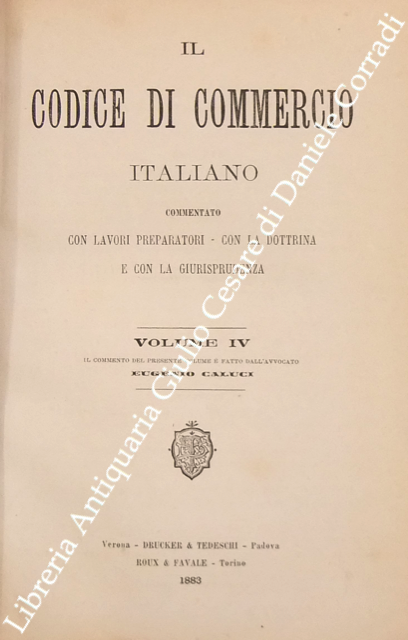 IL
CODICE DI COMMERCIO
ITALIANO
COMMENTATO
CON LAVORI PREPARATORI - CON LA DOTTRINA
E CON LA GIURISPRUDENZA
VOLUME IV
IL COMMENTO DEL PRESENTE VOLUME È FATTO DALL'AVVOCATO
EUGENIO CALUCI
Verona - DRUCKER & TEDESCHI - Padova
ROUX & FAVALE - Torino
1883
Libreria Antiquaria Giulio Cesare di Daniele Corradi